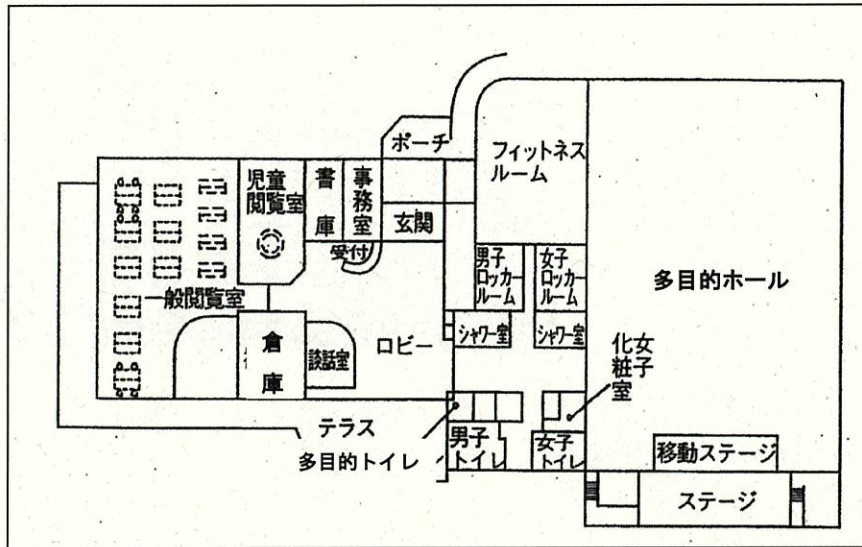 ポーチ
フィットネス
ルーム
児童
閲覧室
書
庫
事
務
室
玄関
受付
男子
ロッカー
ルーム
女子
ロッカー
ルーム
多目的ホール
一般閲覧室
シャワー室
シャワー室
倉
庫
談話室
ロビー
女子
化粧室
テラス
多目的トイレ
男子
トイレ
女子
トイレ
移動ステージ
ステージ